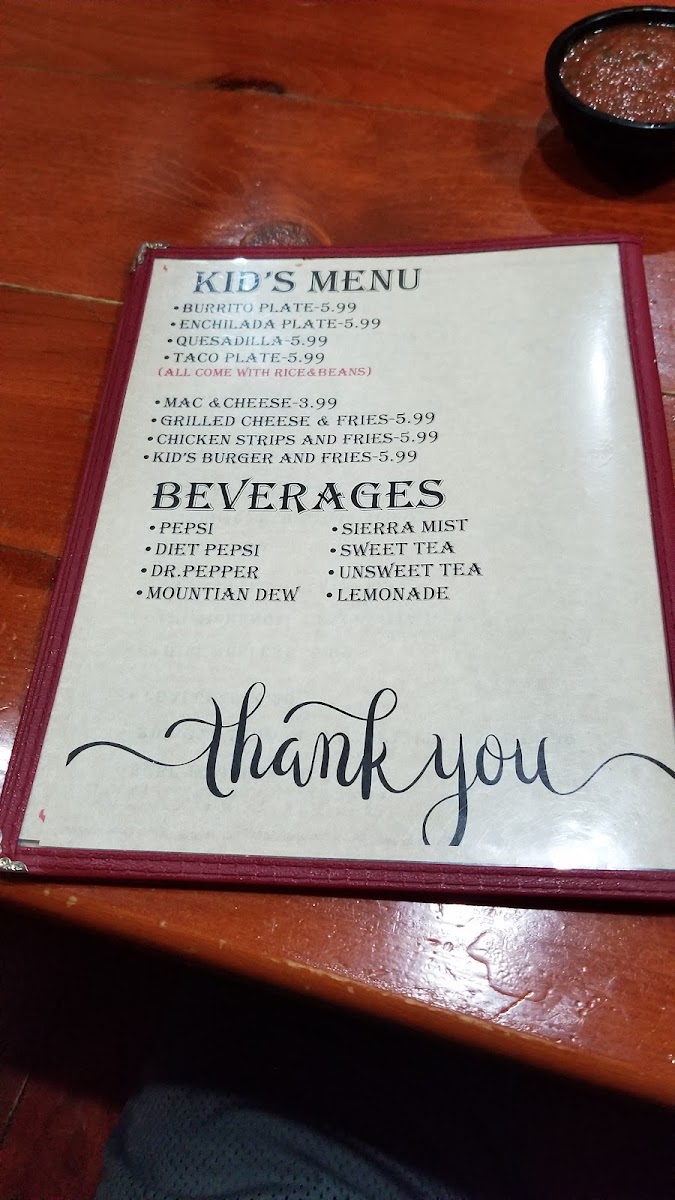 KID'S MENU
•BURRITO PLATE-5.99
•ENCHILADA PLATE-5.99
•QUESADILLA-5.99
•TACO PLATE-5.99
(ALL COME WITH RICE&BEANS)
•MAC &CHEESE-3.99
•GRILLED CHEESE & FRIES-5.99
•CHICKEN STRIPS AND FRIES-5.99
•KID'S BURGER AND FRIES-5.99
BEVERAGES
•PEPSI
•DIET PEPSI
•DR.PEPPER
•MOUNTIAN DEW
•SIERRA MIST
•SWEET TEA
•UNSWEET TEA
•LEMONADE
thank you